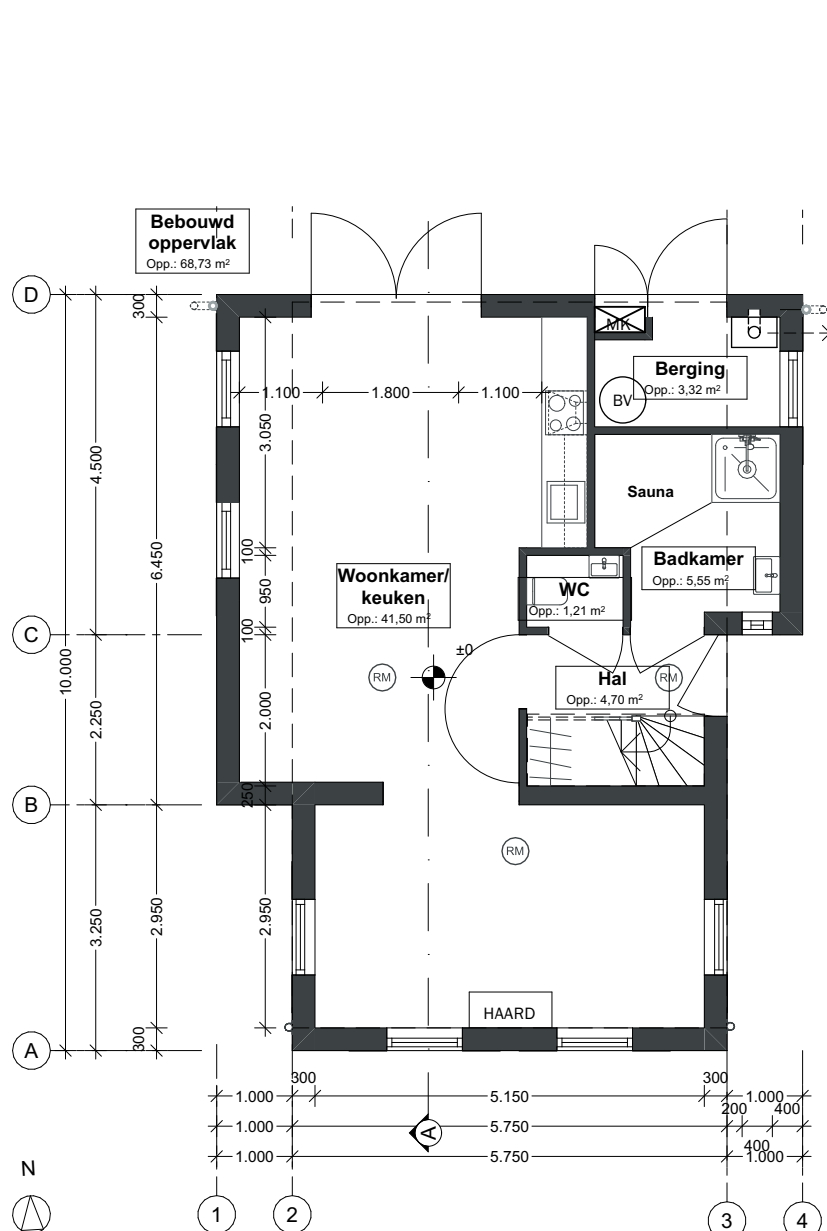 Bebouwd
oppervlak
Opp.: 68,73 m²
D
300
MK
Berging
Opp.: 3,32 m²
BV
1.100
1.800
1.100
3.050
4.500
6.450
Sauna
100
Woonkamer/
keuken
Opp.: 41,50 m²
WC
Opp.: 1,21 m²
Badkamer
Opp.: 5,55 m²
950
100
C
±0
10.000
RM
Hal
Opp.: 4,70 m²
RM
2.250
2.000
250
B
RM
3.250
2.950
2.950
HAARD
A
300
300
5.150
300
1.000
1.000
200
400
1.000
A
5.750
400
1.000
5.750
1.000
N
1
2
3
4